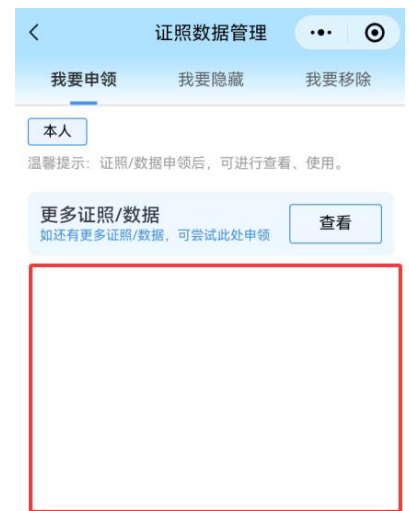 证照数据管理
我要申领 我要隐藏 我要移除
本人
温馨提示：证照/数据申领后，可进行查看、使用。
更多证照/数据
如还有更多证照/数据，可尝试此处申领
查看